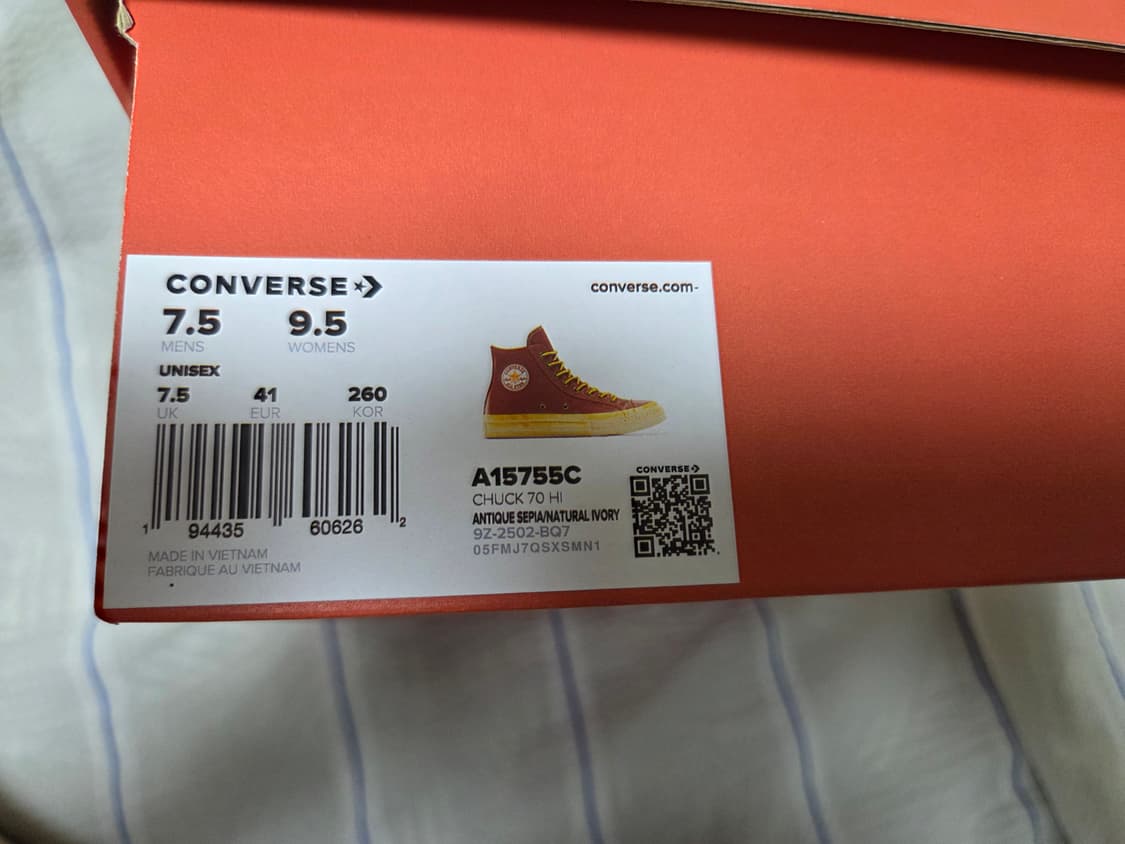 CONVERSE
converse.com-
7.5 9.5
MENS WOMENS
UNISEX
7.5 41 260
UK EUR KOR
1 94435 60626 2
MADE IN VIETNAM
FABRIQUE AU VIETNAM
A15755C
CHUCK 70 HI
ANTIQUE SEPIA/NATURAL IVORY
9Z-2502-BQ7
05FMJ7QSXSMN1
CONVERSE